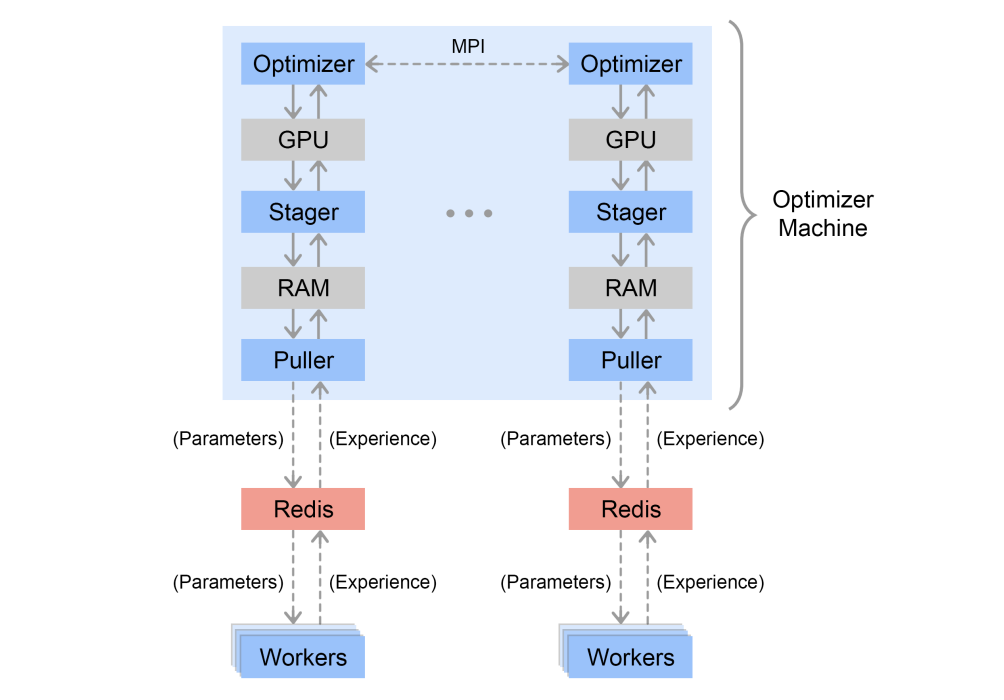 MPI
Optimizer
Optimizer
GPU
GPU
Optimizer
Machine
Stager
Stager
RAM
RAM
Puller
Puller
(Parameters)
(Experience)
(Parameters)
(Experience)
Redis
Redis
(Parameters)
(Experience)
(Parameters)
(Experience)
Workers
Workers